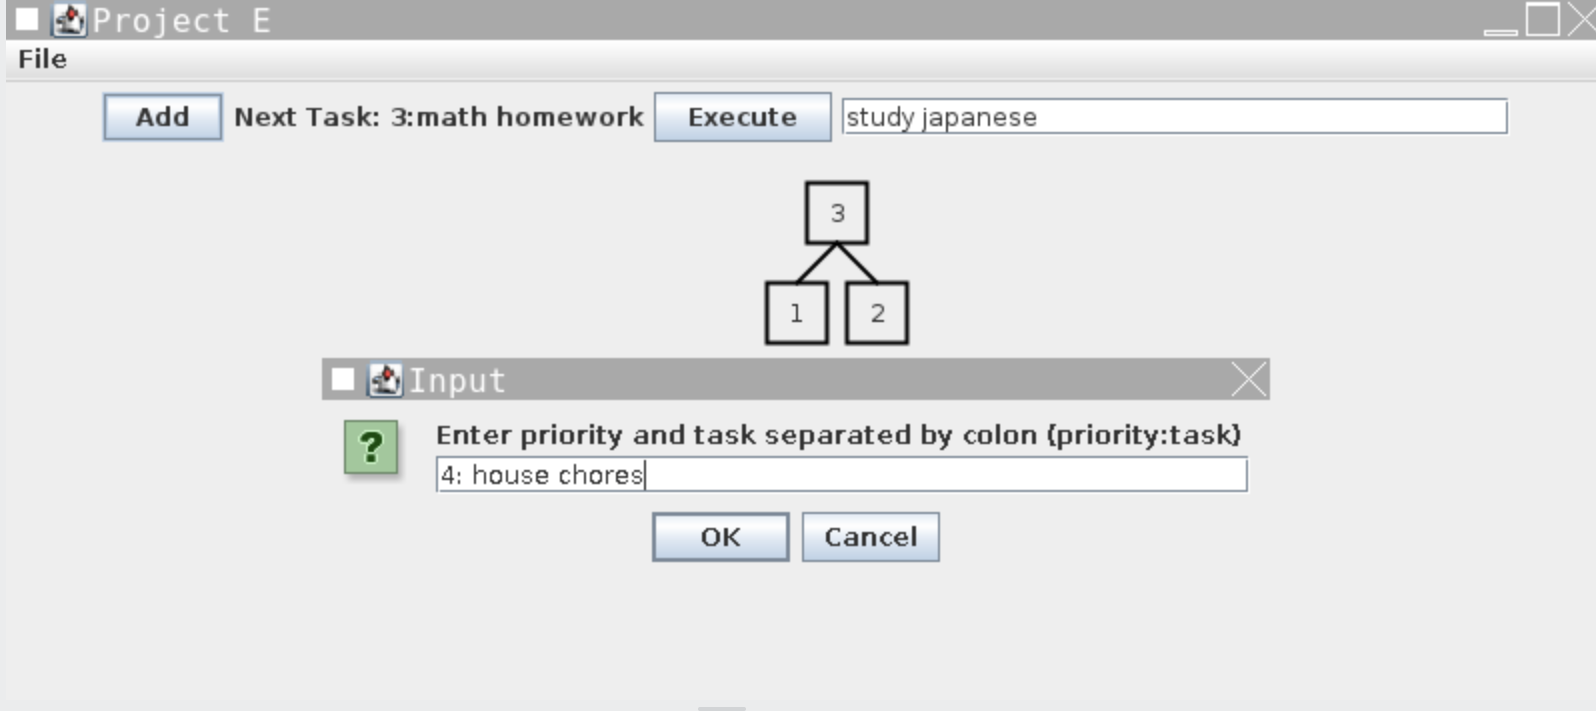 Project E
File
Add Next Task: 3:math homework Execute study japanese
3
1 2
Input
Enter priority and task separated by colon (priority:task)
4: house chores
OK Cancel